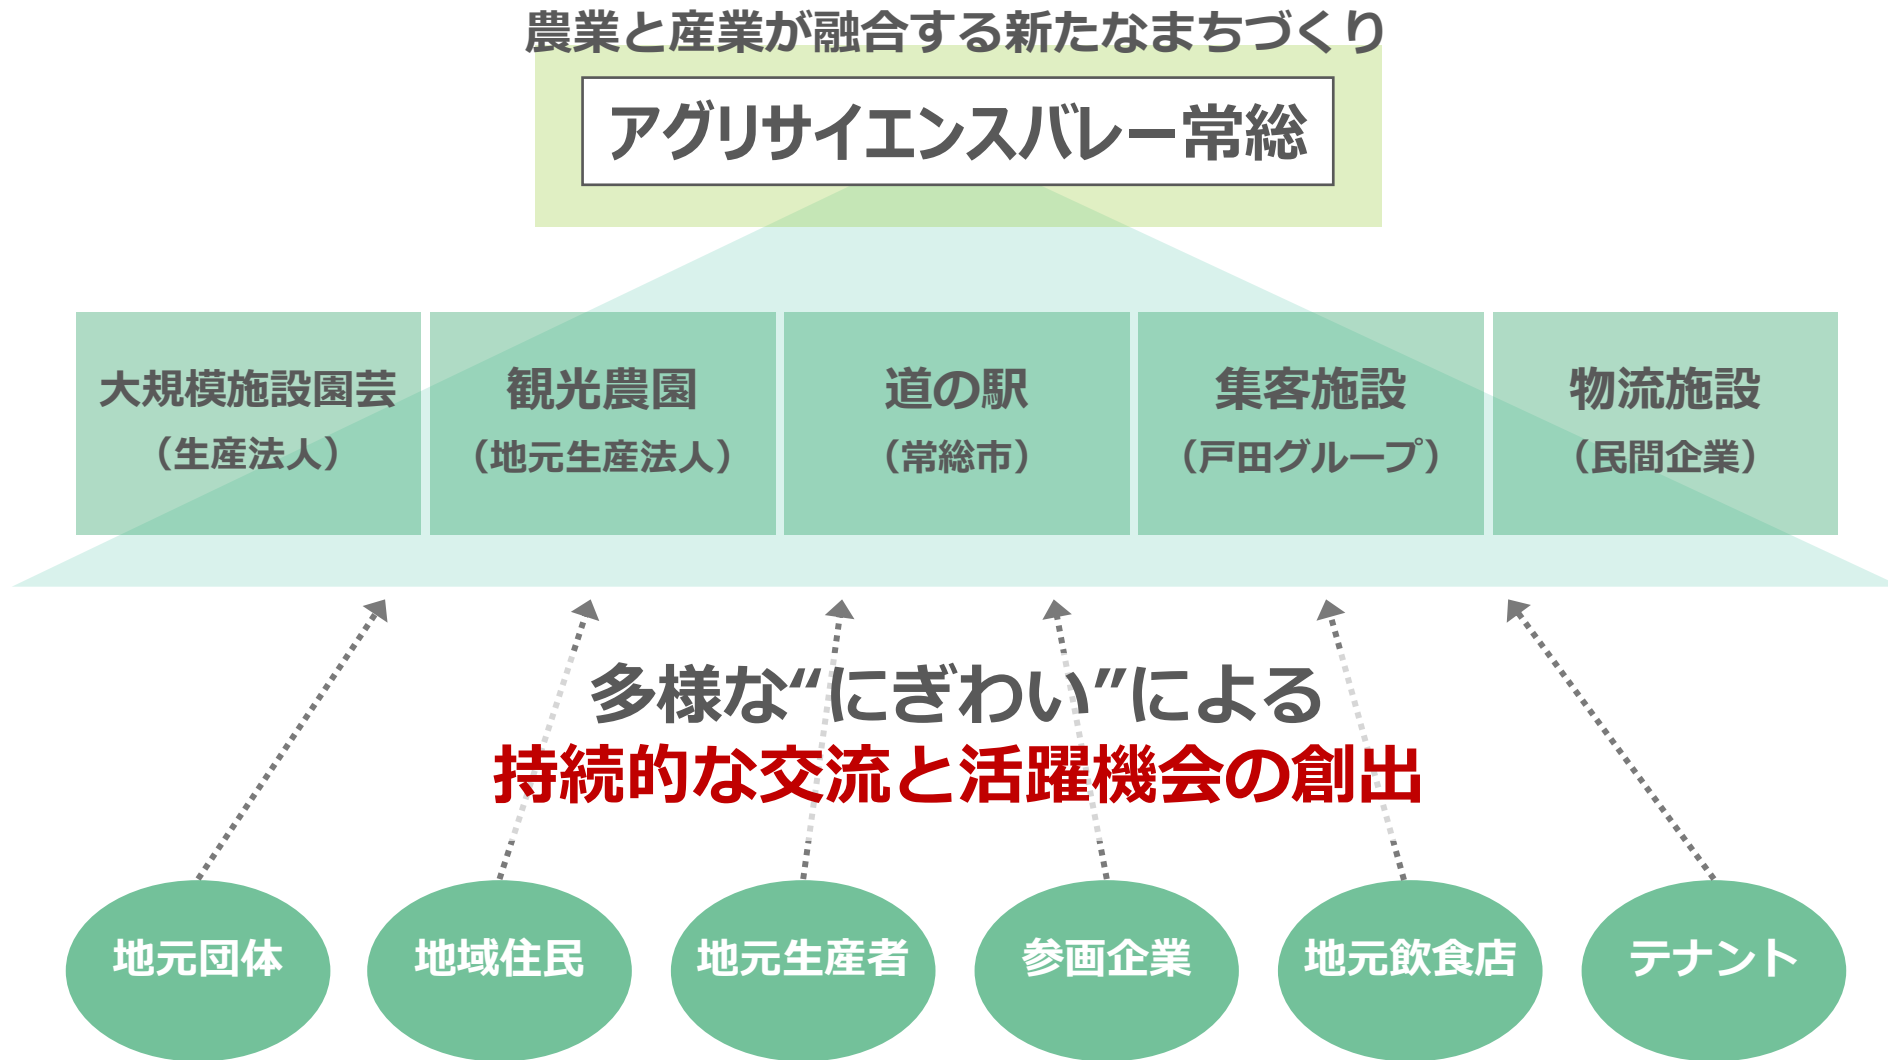 農業と産業が融合する新たなまちづくり
アグリサイエンスバレー常総
大規模施設園芸
（生産法人）
観光農園
（地元生産法人）
道の駅
（常総市）
集客施設
（戸田グループ）
物流施設
（民間企業）
多様な“にぎわい”による
持続的な交流と活躍機会の創出
地元団体
地域住民
地元生産者
参画企業
地元飲食店
テナント